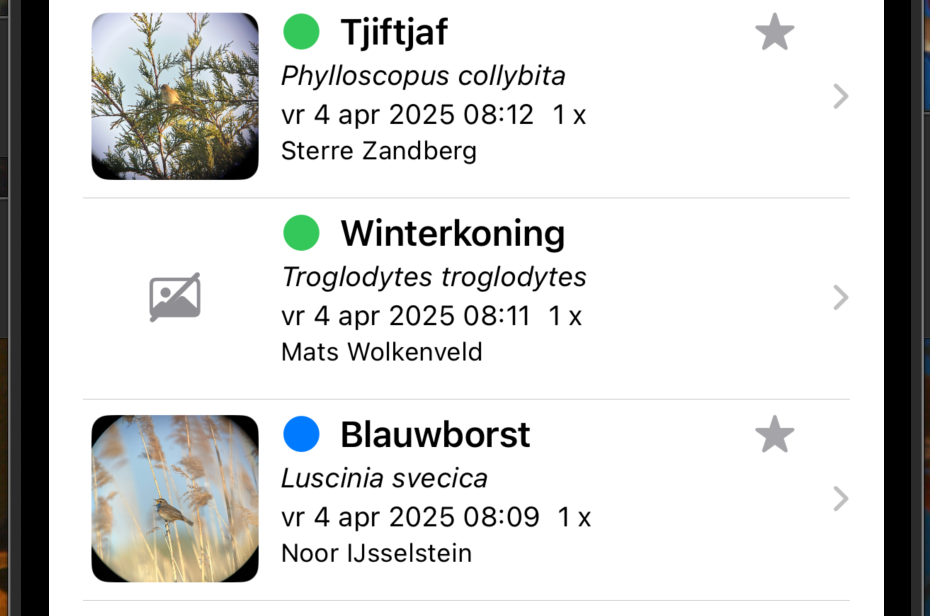 Tjiftjaf
Phylloscopus collybita
vr 4 apr 2025 08:12 1 x
Sterre Zandberg
Winterkoning
Troglodytes troglodytes
vr 4 apr 2025 08:11 1 x
Mats Wolkenveld
Blauwborst
Luscinia svecica
vr 4 apr 2025 08:09 1 x
Noor IJsselstein